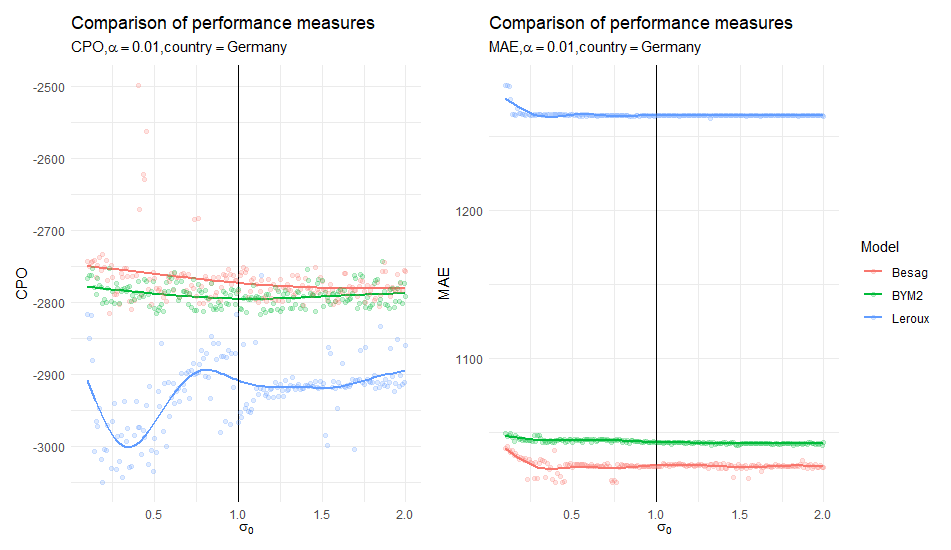 Comparison of performance measures
CPO,α = 0.01,country = Germany
CPO
-2500
-2600
-2700
-2800
-2900
-3000
0.5
1.0
1.5
2.0
σ₀
Comparison of performance measures
MAE,α = 0.01,country = Germany
MAE
1200
1100
0.5
1.0
1.5
2.0
σ₀
Model
Besag
BYM2
Leroux